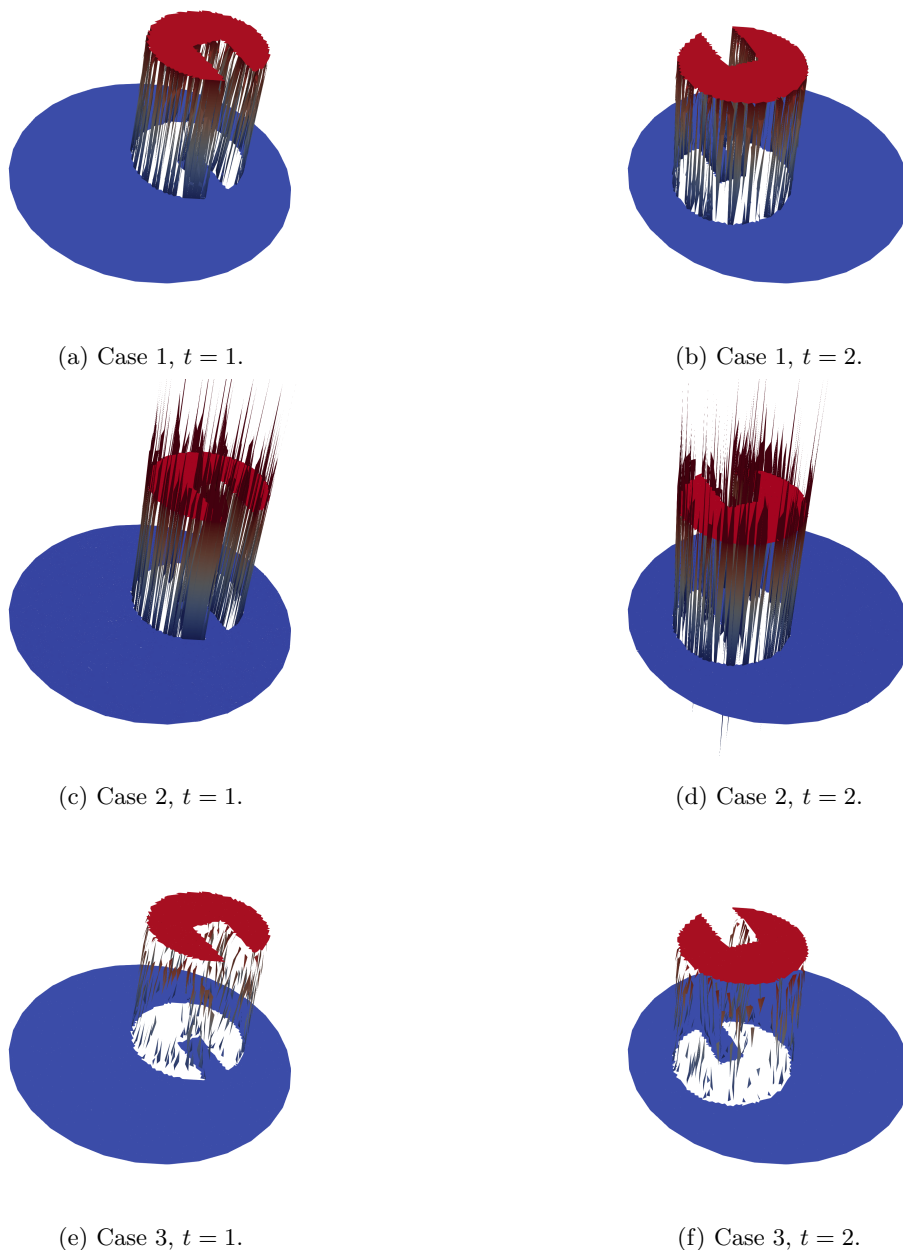 (a) Case 1, t = 1.
(b) Case 1, t = 2.
(c) Case 2, t = 1.
(d) Case 2, t = 2.
(e) Case 3, t = 1.
(f) Case 3, t = 2.